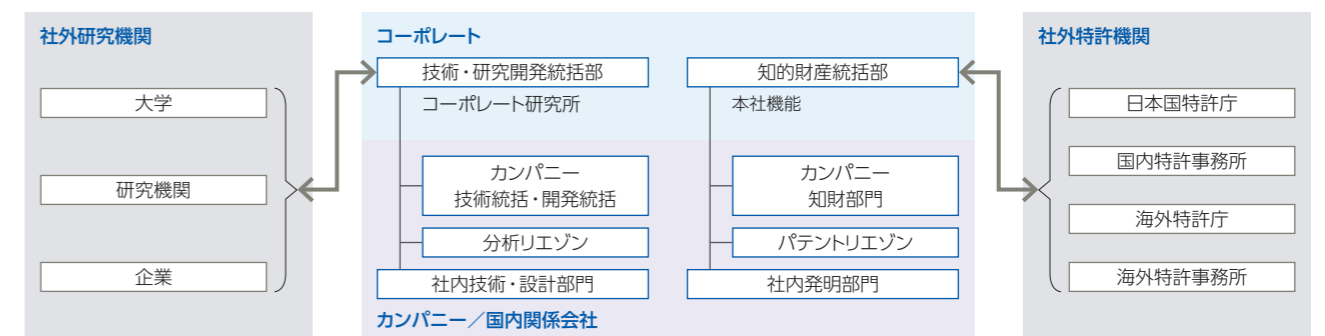 社外研究機関
大学
研究機関
企業
コーポレート
技術・研究開発統括部
コーポレート研究所
カンパニー
技術統括・開発統括
分析リエゾン
社内技術・設計部門
知的財産統括部
本社機能
カンパニー
知財部門
パテントリエゾン
社内発明部門
カンパニー／国内関係会社
社外特許機関
日本国特許庁
国内特許事務所
海外特許庁
海外特許事務所